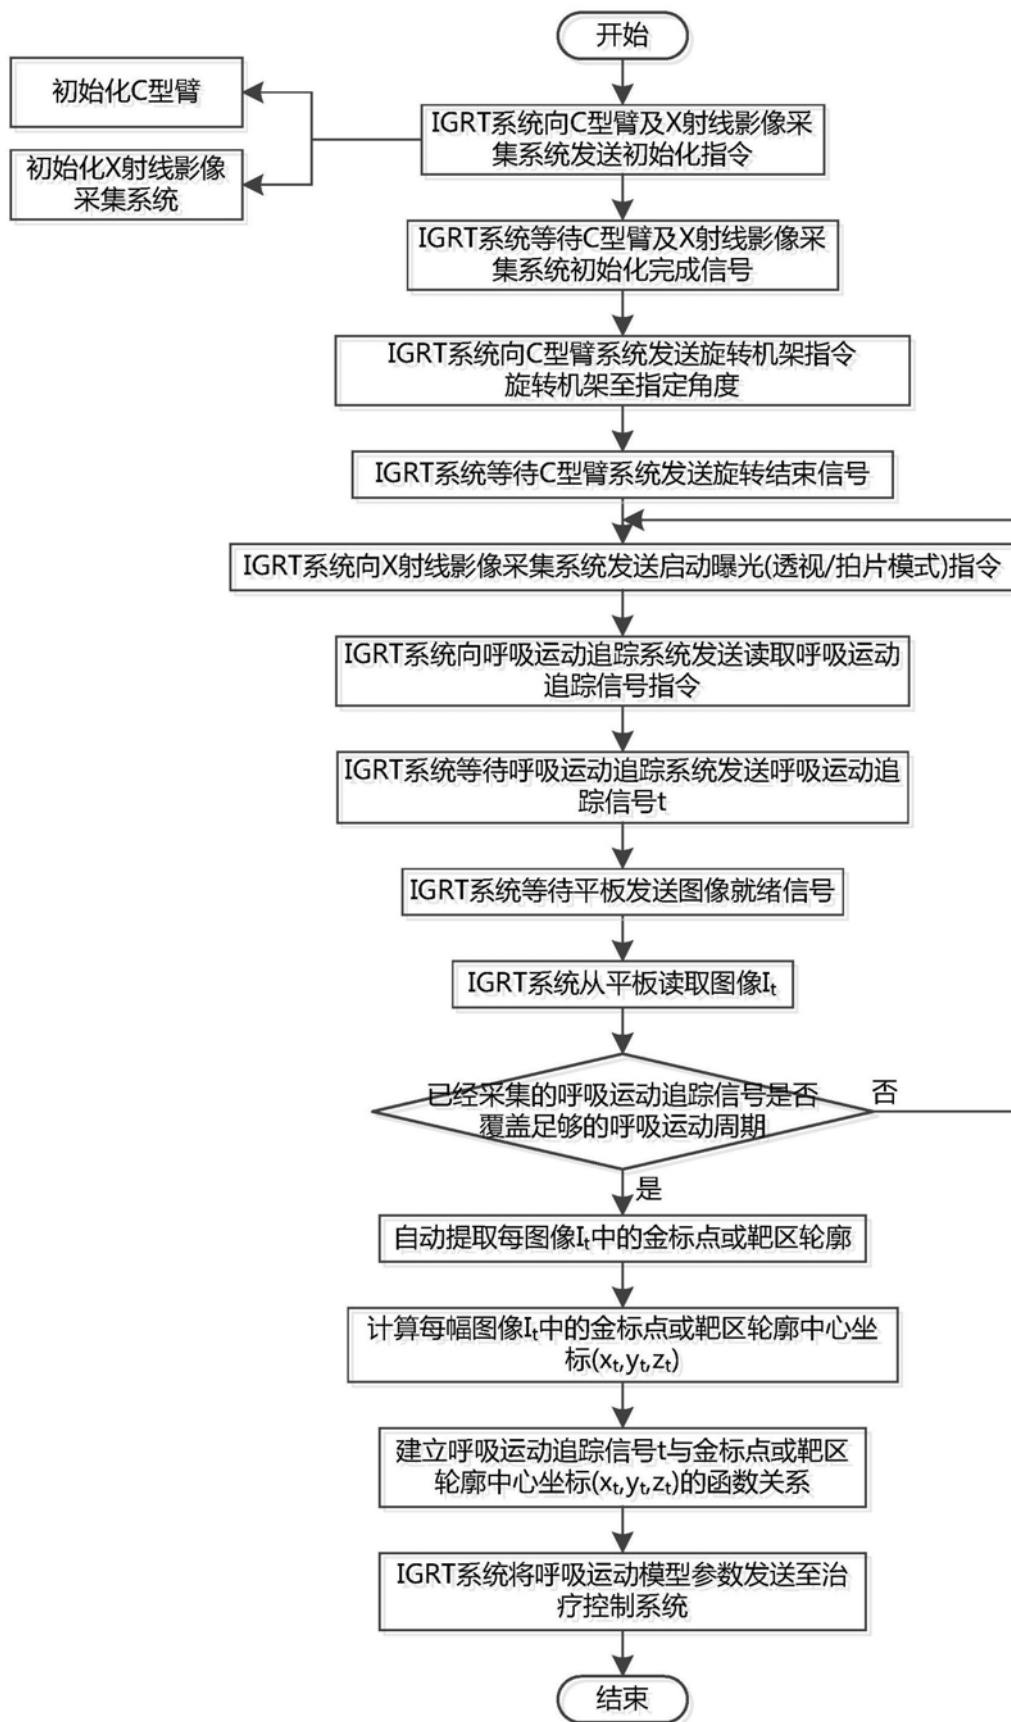 开始
初始化C型臂
IGRT系统向C型臂及X射线影像采
集系统发送初始化指令
初始化X射线影像
采集系统
IGRT系统等待C型臂及X射线影像采
集系统初始化完成信号
IGRT系统向C型臂系统发送旋转机架指令
旋转机架至指定角度
IGRT系统等待C型臂系统发送旋转结束信号
IGRT系统向X射线影像采集系统发送启动曝光(透视/拍片模式)指令
IGRT系统向呼吸运动追踪系统发送读取呼吸运动
追踪信号指令
IGRT系统等待呼吸运动追踪系统发送呼吸运动追
踪信号t
IGRT系统等待平板发送图像就绪信号
IGRT系统从平板读取图像Iₜ
已经采集的呼吸运动追踪信号是否
覆盖足够的呼吸运动周期
否
是
自动提取每图像Iₜ中的金标点或靶区轮廓
计算每幅图像Iₜ中的金标点或靶区轮廓中心坐
标(xₜ,yₜ,zₜ)
建立呼吸运动追踪信号t与金标点或靶区
轮廓中心坐标(xₜ,yₜ,zₜ)的函数关系
IGRT系统将呼吸运动模型参数发送至治
疗控制系统
结束